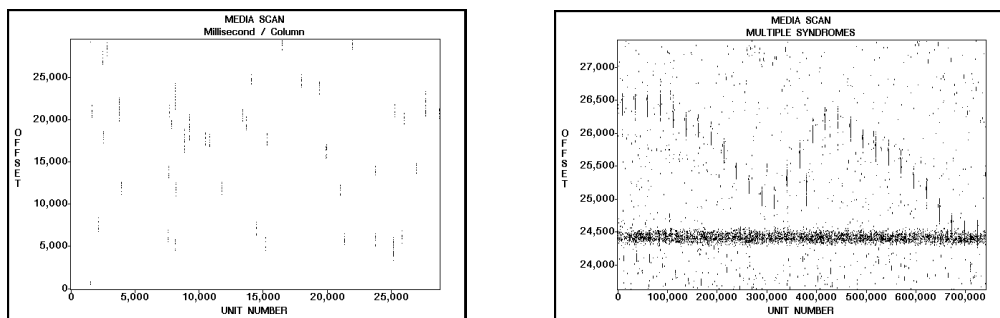 MEDIA SCAN
Millisecond / Column
25,000
20,000
15,000
10,000
5,000
0
OFFSET
0 5,000 10,000 15,000 20,000 25,000
UNIT NUMBER
MEDIA SCAN
MULTIPLE SYNDROMES
27,000
26,500
26,000
25,500
25,000
24,500
24,000
OFFSET
0 100,000 200,000 300,000 400,000 500,000 600,000 700,000
UNIT NUMBER